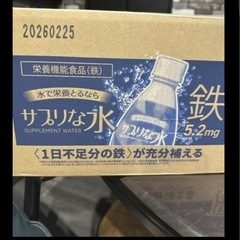 20260225
栄養機能食品(鉄)
水で栄養とるなら
サプリな水
SUPPLEMENT WATER
鉄
5.2mg
〈1日不足分の鉄〉が充分補える